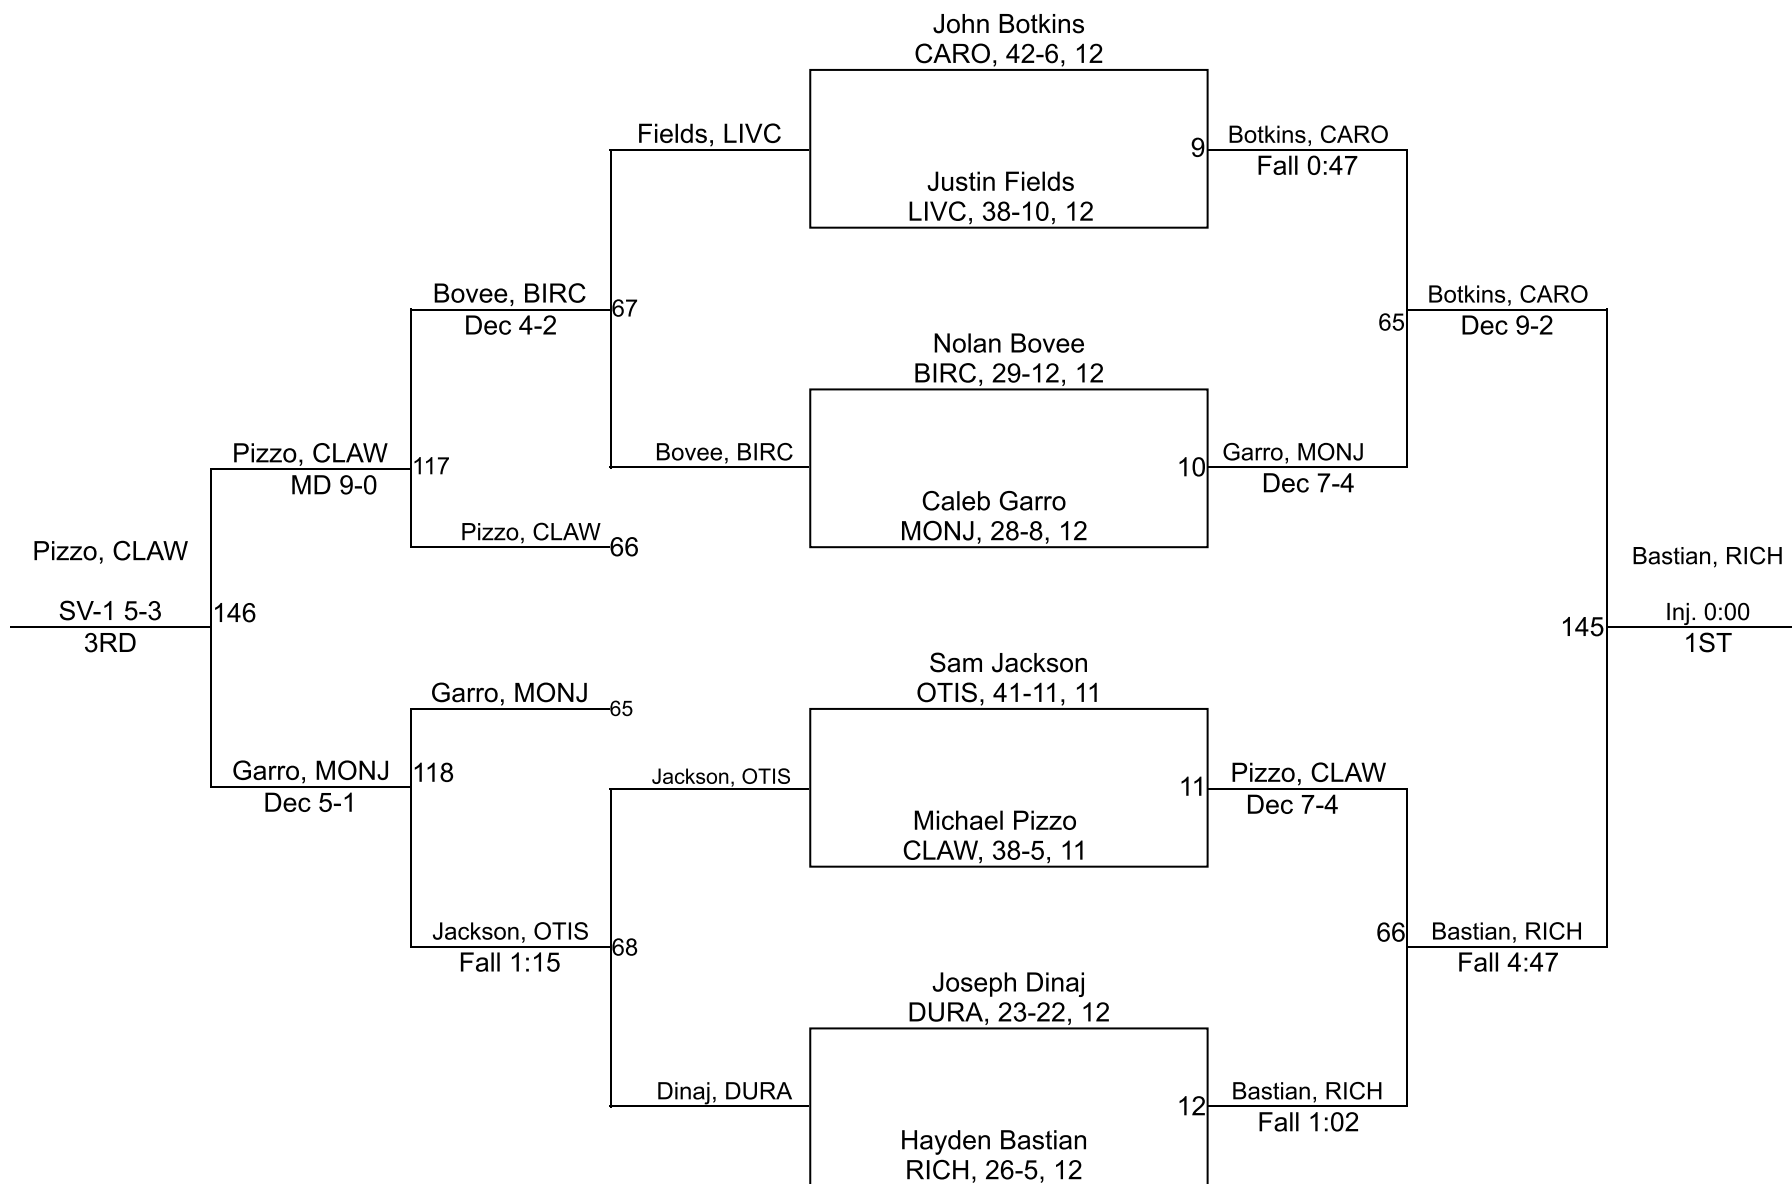 John Botkins
CARO, 42-6, 12
Fields, LIVC
9
Botkins, CARO
Fall 0:47
Justin Fields
LIVC, 38-10, 12
Bovee, BIRC
Dec 4-2
67
65
Botkins, CARO
Dec 9-2
Nolan Bovee
BIRC, 29-12, 12
Pizzo, CLAW
MD 9-0
117
Bovee, BIRC
10
Garro, MONJ
Dec 7-4
Caleb Garro
MONJ, 28-8, 12
Pizzo, CLAW
66
Pizzo, CLAW
SV-1 5-3
3RD
146
Bastian, RICH
145
Inj. 0:00
1ST
Sam Jackson
OTIS, 41-11, 11
Garro, MONJ
65
Garro, MONJ
Dec 5-1
118
Jackson, OTIS
11
Pizzo, CLAW
Dec 7-4
Michael Pizzo
CLAW, 38-5, 11
Jackson, OTIS
Fall 1:15
68
66
Bastian, RICH
Fall 4:47
Joseph Dinaj
DURA, 23-22, 12
Dinaj, DURA
12
Bastian, RICH
Fall 1:02
Hayden Bastian
RICH, 26-5, 12